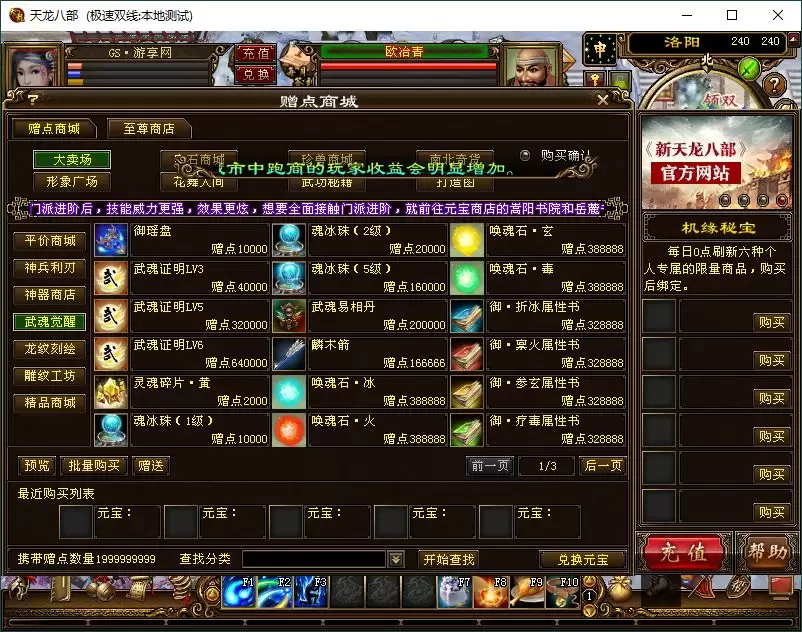 天龙八部 (极速双线:本地测试)
GS·游享网
充值
兑换
欧冶青
申
洛阳 240 240
北
领双
?
赠点商城
赠点商城 至尊商店
大卖场 宝石商城 珍兽商城 南北奇货 购买确认
市中跑商的玩家收益会明显增加。
形象广场 花舞人间 武功秘籍 打造图
门派进阶后，技能威力更强，效果更炫，想要全面接触门派进阶，就前往元宝商店的嵩阳书院和岳麓
平价商城
神兵利刃
神器商店
武魂觉醒
龙纹刻绘
雕纹工坊
精品商城
御瑶盘 赠点10000
魂冰珠（2级） 赠点20000
唤魂石·玄 赠点388888
武魂证明LV3 赠点40000
魂冰珠（5级） 赠点160000
唤魂石·毒 赠点388888
武魂证明LV5 赠点320000
武魂易相丹 赠点200000
御·折冰属性书 赠点328888
武魂证明LV6 赠点640000
麟木箭 赠点166666
御·禦火属性书 赠点328888
灵魂碎片·黄 赠点2000
唤魂石·冰 赠点388888
御·参玄属性书 赠点328888
魂冰珠（1级） 赠点10000
唤魂石·火 赠点388888
御·疗毒属性书 赠点328888
预览 批量购买 赠送 前一页 1/3 后一页
最近购买列表
元宝： 元宝： 元宝： 元宝： 元宝：
携带赠点数量1999999999 查找分类 开始查找 兑换元宝
《新天龙八部》
官方网站
机缘秘宝
每日0点刷新六种个
人专属的限量商品，购买
后绑定。
购买
购买
购买
购买
购买
购买
充值 帮助
F1 F2 F3 F7 F8 F9 F10 1